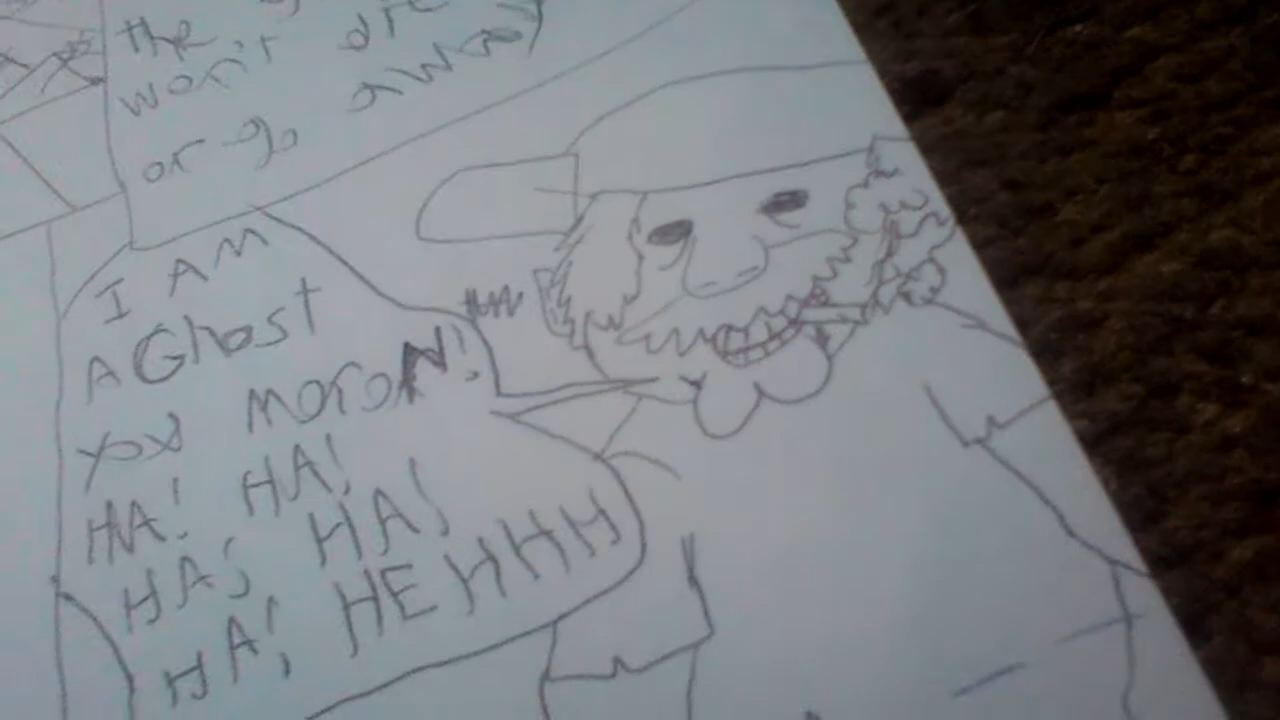 the
won't
or go away
I AM
A Ghost
you MoroN!
HA! HA!
HA! HA!
HA! HEHHH